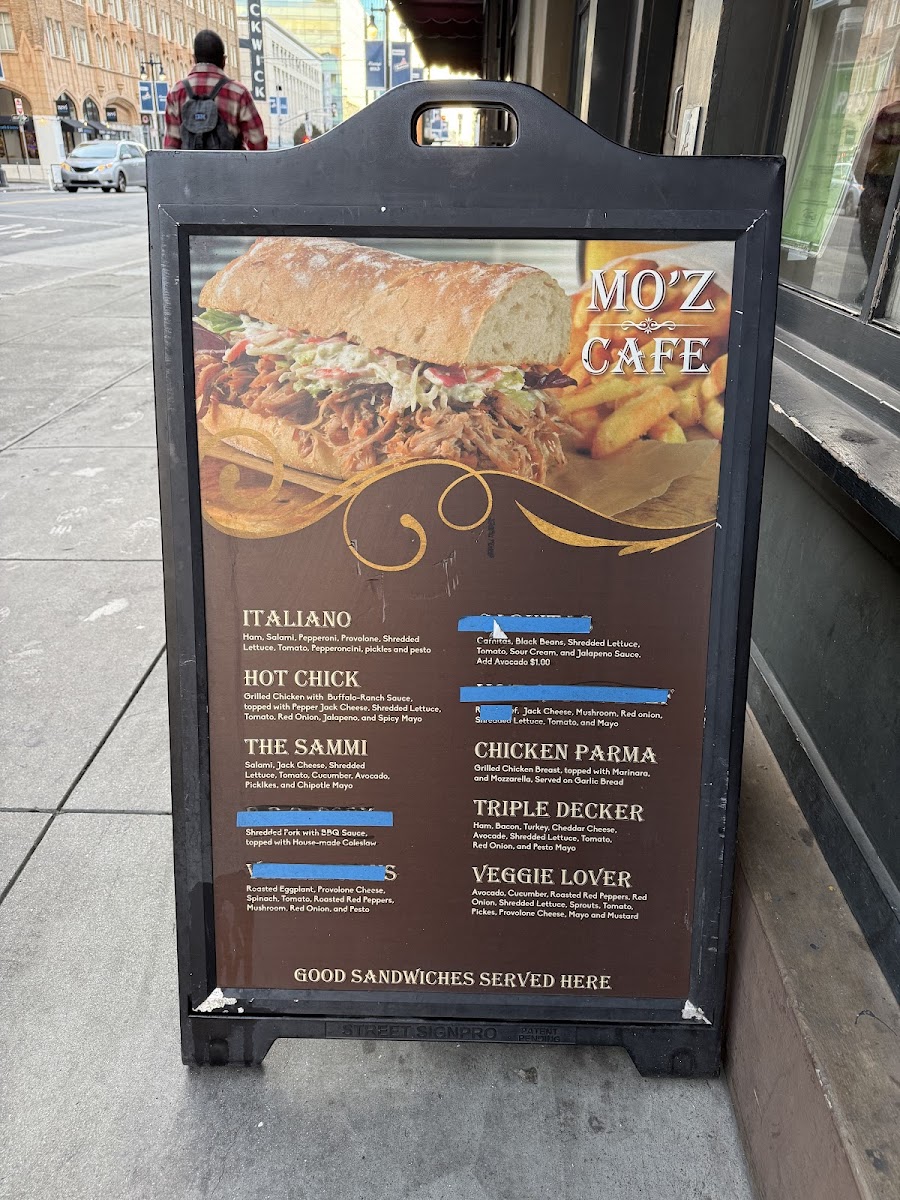 CKWICK
MO'Z
CAFE
ITALIANO
Ham, Salami, Pepperoni, Provolone, Shredded
Lettuce, Tomato, Pepperoncini, pickles and pesto
HOT CHICK
Grilled Chicken with Buffalo-Ranch Sauce,
topped with Pepper Jack Cheese, Shredded Lettuce,
Tomato, Red Onion, Jalapeno, and Spicy Mayo
THE SAMMI
Salami, Jack Cheese, Shredded
Lettuce, Tomato, Cucumber, Avocado,
Picklkes, and Chipotle Mayo
Shredded Pork with BBQ Sauce,
topped with House-made Coleslaw
Roasted Eggplant, Provolone Cheese,
Spinach, Tomato, Roasted Red Peppers,
Mushroom, Red Onion, and Pesto
Carnitas, Black Beans, Shredded Lettuce,
Tomato, Sour Cream, and Jalapeno Sauce,
Add Avocado $1.00
Jack Cheese, Mushroom, Red onion,
Shredded Lettuce, Tomato, and Mayo
CHICKEN PARMA
Grilled Chicken Breast, topped with Marinara,
and Mozzarella, Served on Garlic Bread
TRIPLE DECKER
Ham, Bacon, Turkey, Cheddar Cheese,
Avocade, Shredded Lettuce, Tomato,
Red Onion, and Pesto Mayo
VEGGIE LOVER
Avocado, Cucumber, Roasted Red Peppers, Red
Onion, Shredded Lettuce, Sprouts, Tomato,
Pickes, Provolone Cheese, Mayo and Mustard
GOOD SANDWICHES SERVED HERE
STREET SIGNPRO
PATENT
PENDING